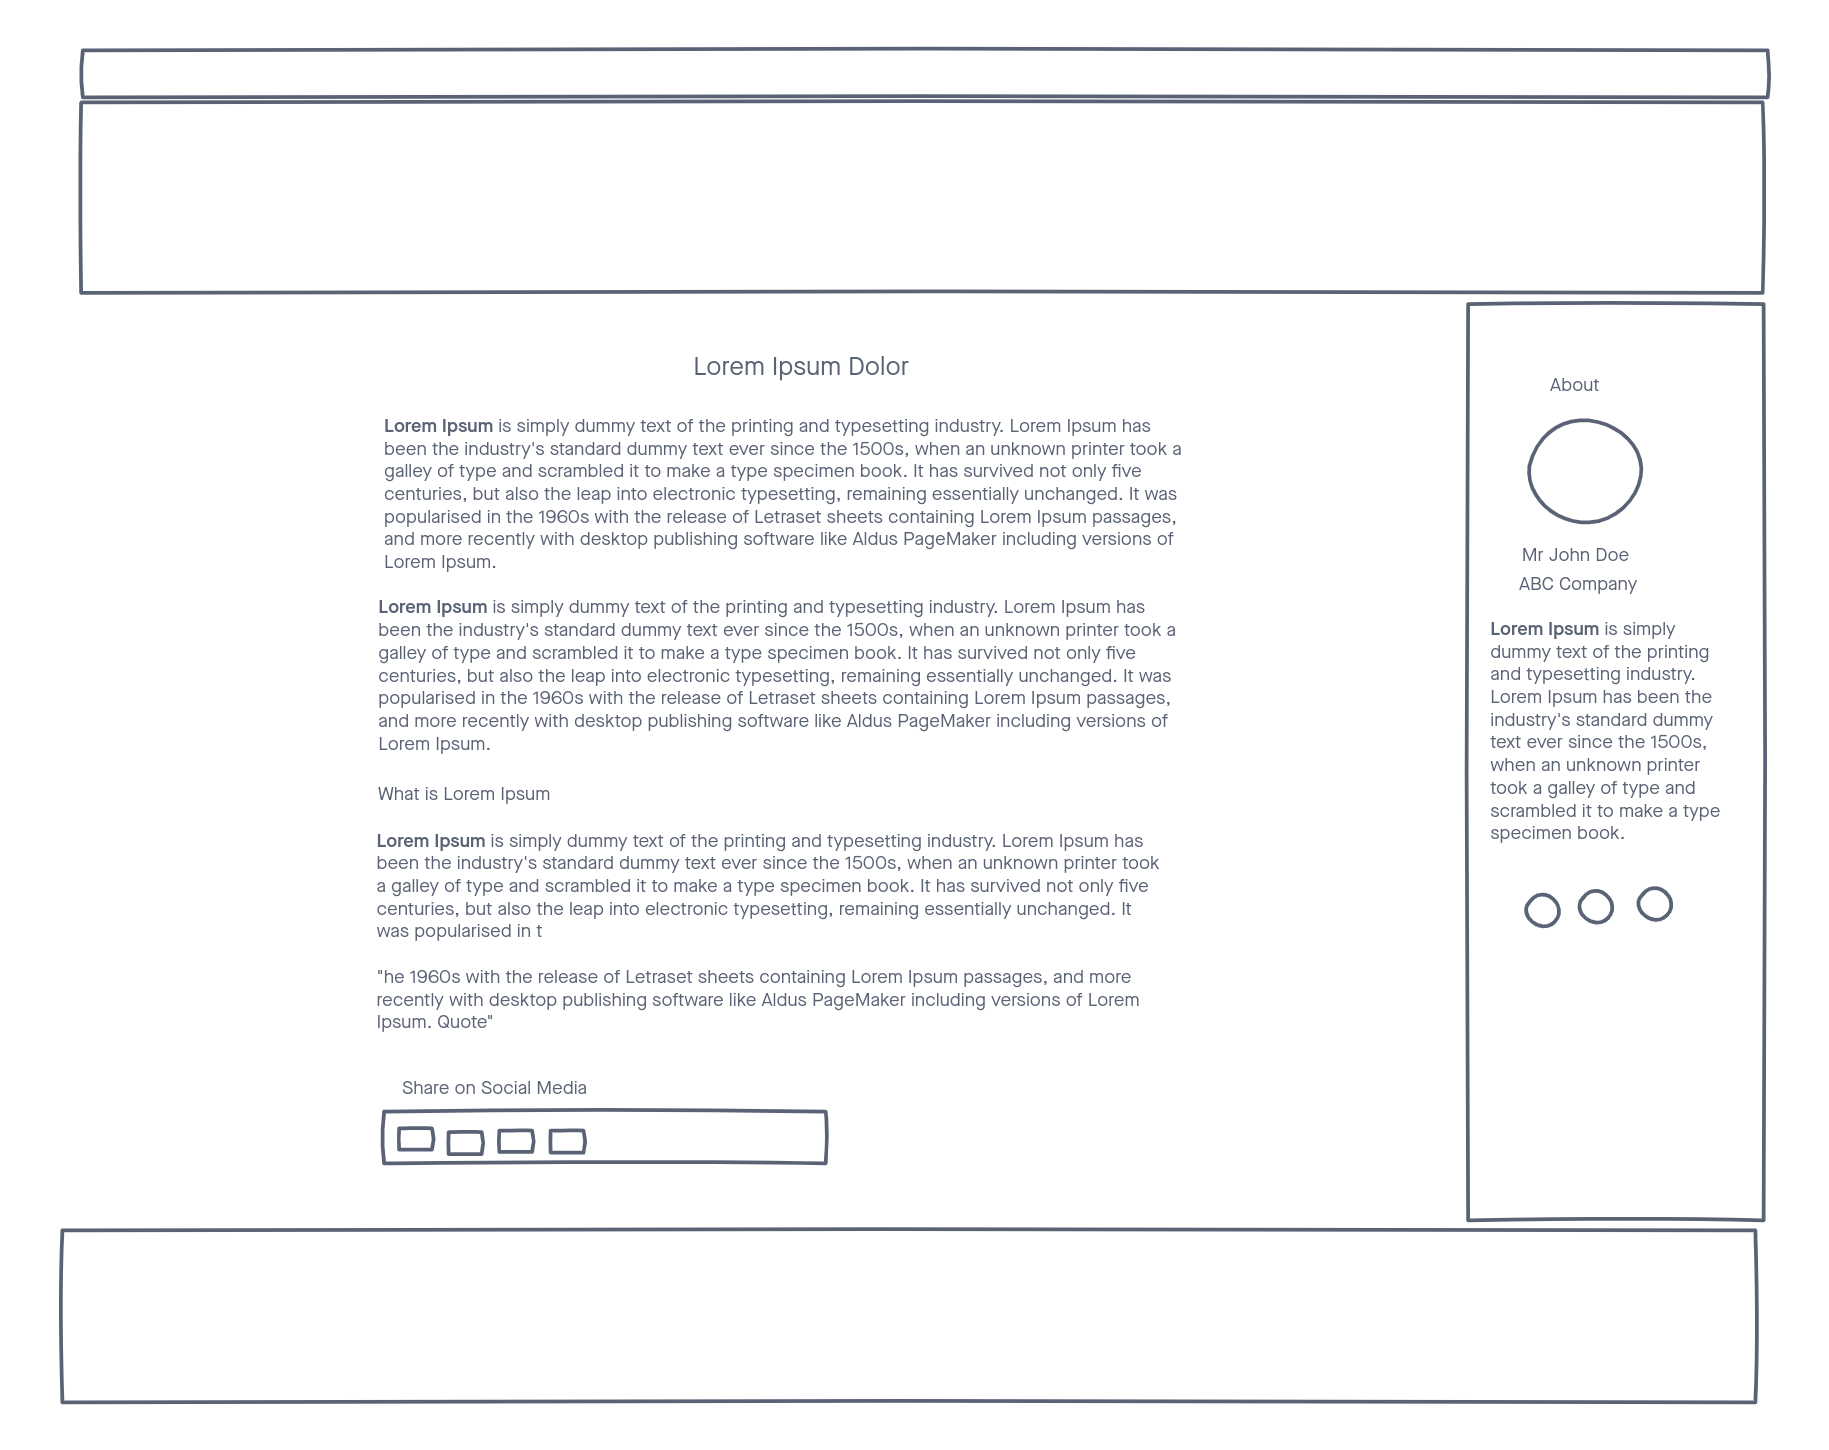 Lorem Ipsum Dolor
Lorem Ipsum is simply dummy text of the printing and typesetting industry. Lorem Ipsum has
been the industry's standard dummy text ever since the 1500s, when an unknown printer took a
galley of type and scrambled it to make a type specimen book. It has survived not only five
centuries, but also the leap into electronic typesetting, remaining essentially unchanged. It was
popularised in the 1960s with the release of Letraset sheets containing Lorem Ipsum passages,
and more recently with desktop publishing software like Aldus PageMaker including versions of
Lorem Ipsum.
Lorem Ipsum is simply dummy text of the printing and typesetting industry. Lorem Ipsum has
been the industry's standard dummy text ever since the 1500s, when an unknown printer took a
galley of type and scrambled it to make a type specimen book. It has survived not only five
centuries, but also the leap into electronic typesetting, remaining essentially unchanged. It was
popularised in the 1960s with the release of Letraset sheets containing Lorem Ipsum passages,
and more recently with desktop publishing software like Aldus PageMaker including versions of
Lorem Ipsum.
What is Lorem Ipsum
Lorem Ipsum is simply dummy text of the printing and typesetting industry. Lorem Ipsum has
been the industry's standard dummy text ever since the 1500s, when an unknown printer took
a galley of type and scrambled it to make a type specimen book. It has survived not only five
centuries, but also the leap into electronic typesetting, remaining essentially unchanged. It
was popularised in t
"he 1960s with the release of Letraset sheets containing Lorem Ipsum passages, and more
recently with desktop publishing software like Aldus PageMaker including versions of Lorem
Ipsum. Quote"
Share on Social Media
About
Mr John Doe
ABC Company
Lorem Ipsum is simply
dummy text of the printing
and typesetting industry.
Lorem Ipsum has been the
industry's standard dummy
text ever since the 1500s,
when an unknown printer
took a galley of type and
scrambled it to make a type
specimen book.